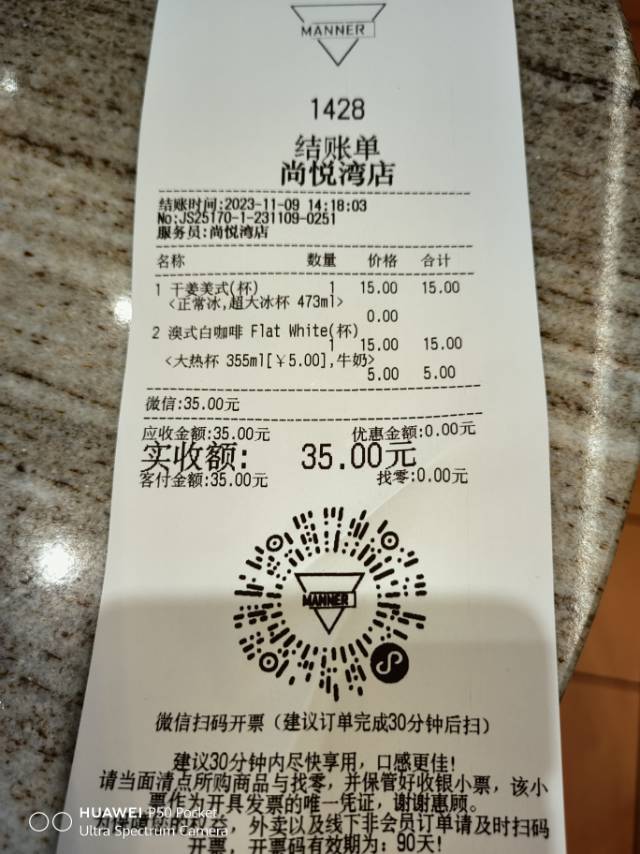 MANNER
1428
结账单
尚悦湾店
结账时间:2023-11-09 14:18:03
No:JS25170-1-231109-0251
服务员:尚悦湾店
名称 数量 价格 合计
1 干姜美式(杯) 1 15.00 15.00
<正常冰,超大冰杯 473ml>
0.00
2 澳式白咖啡 Flat White(杯)
1 15.00 15.00
<大热杯 355ml[￥5.00],牛奶>
5.00 5.00
微信:35.00元
应收金额:35.00元 优惠金额:0.00元
实收额: 35.00元
客付金额:35.00元 找零:0.00元
MANNER
微信扫码开票(建议订单完成30分钟后扫)
建议30分钟内尽快享用，口感更佳!
请当面清点所购商品与找零,并保管好收银小票，该小
票作为开具发票的唯一凭证，谢谢惠顾。
为保障您的权益，外卖以及线下非会员订单请及时扫码
开票，开票码有效期为：90天!
HUAWEI P50 Pocket
Ultra Spectrum Camera